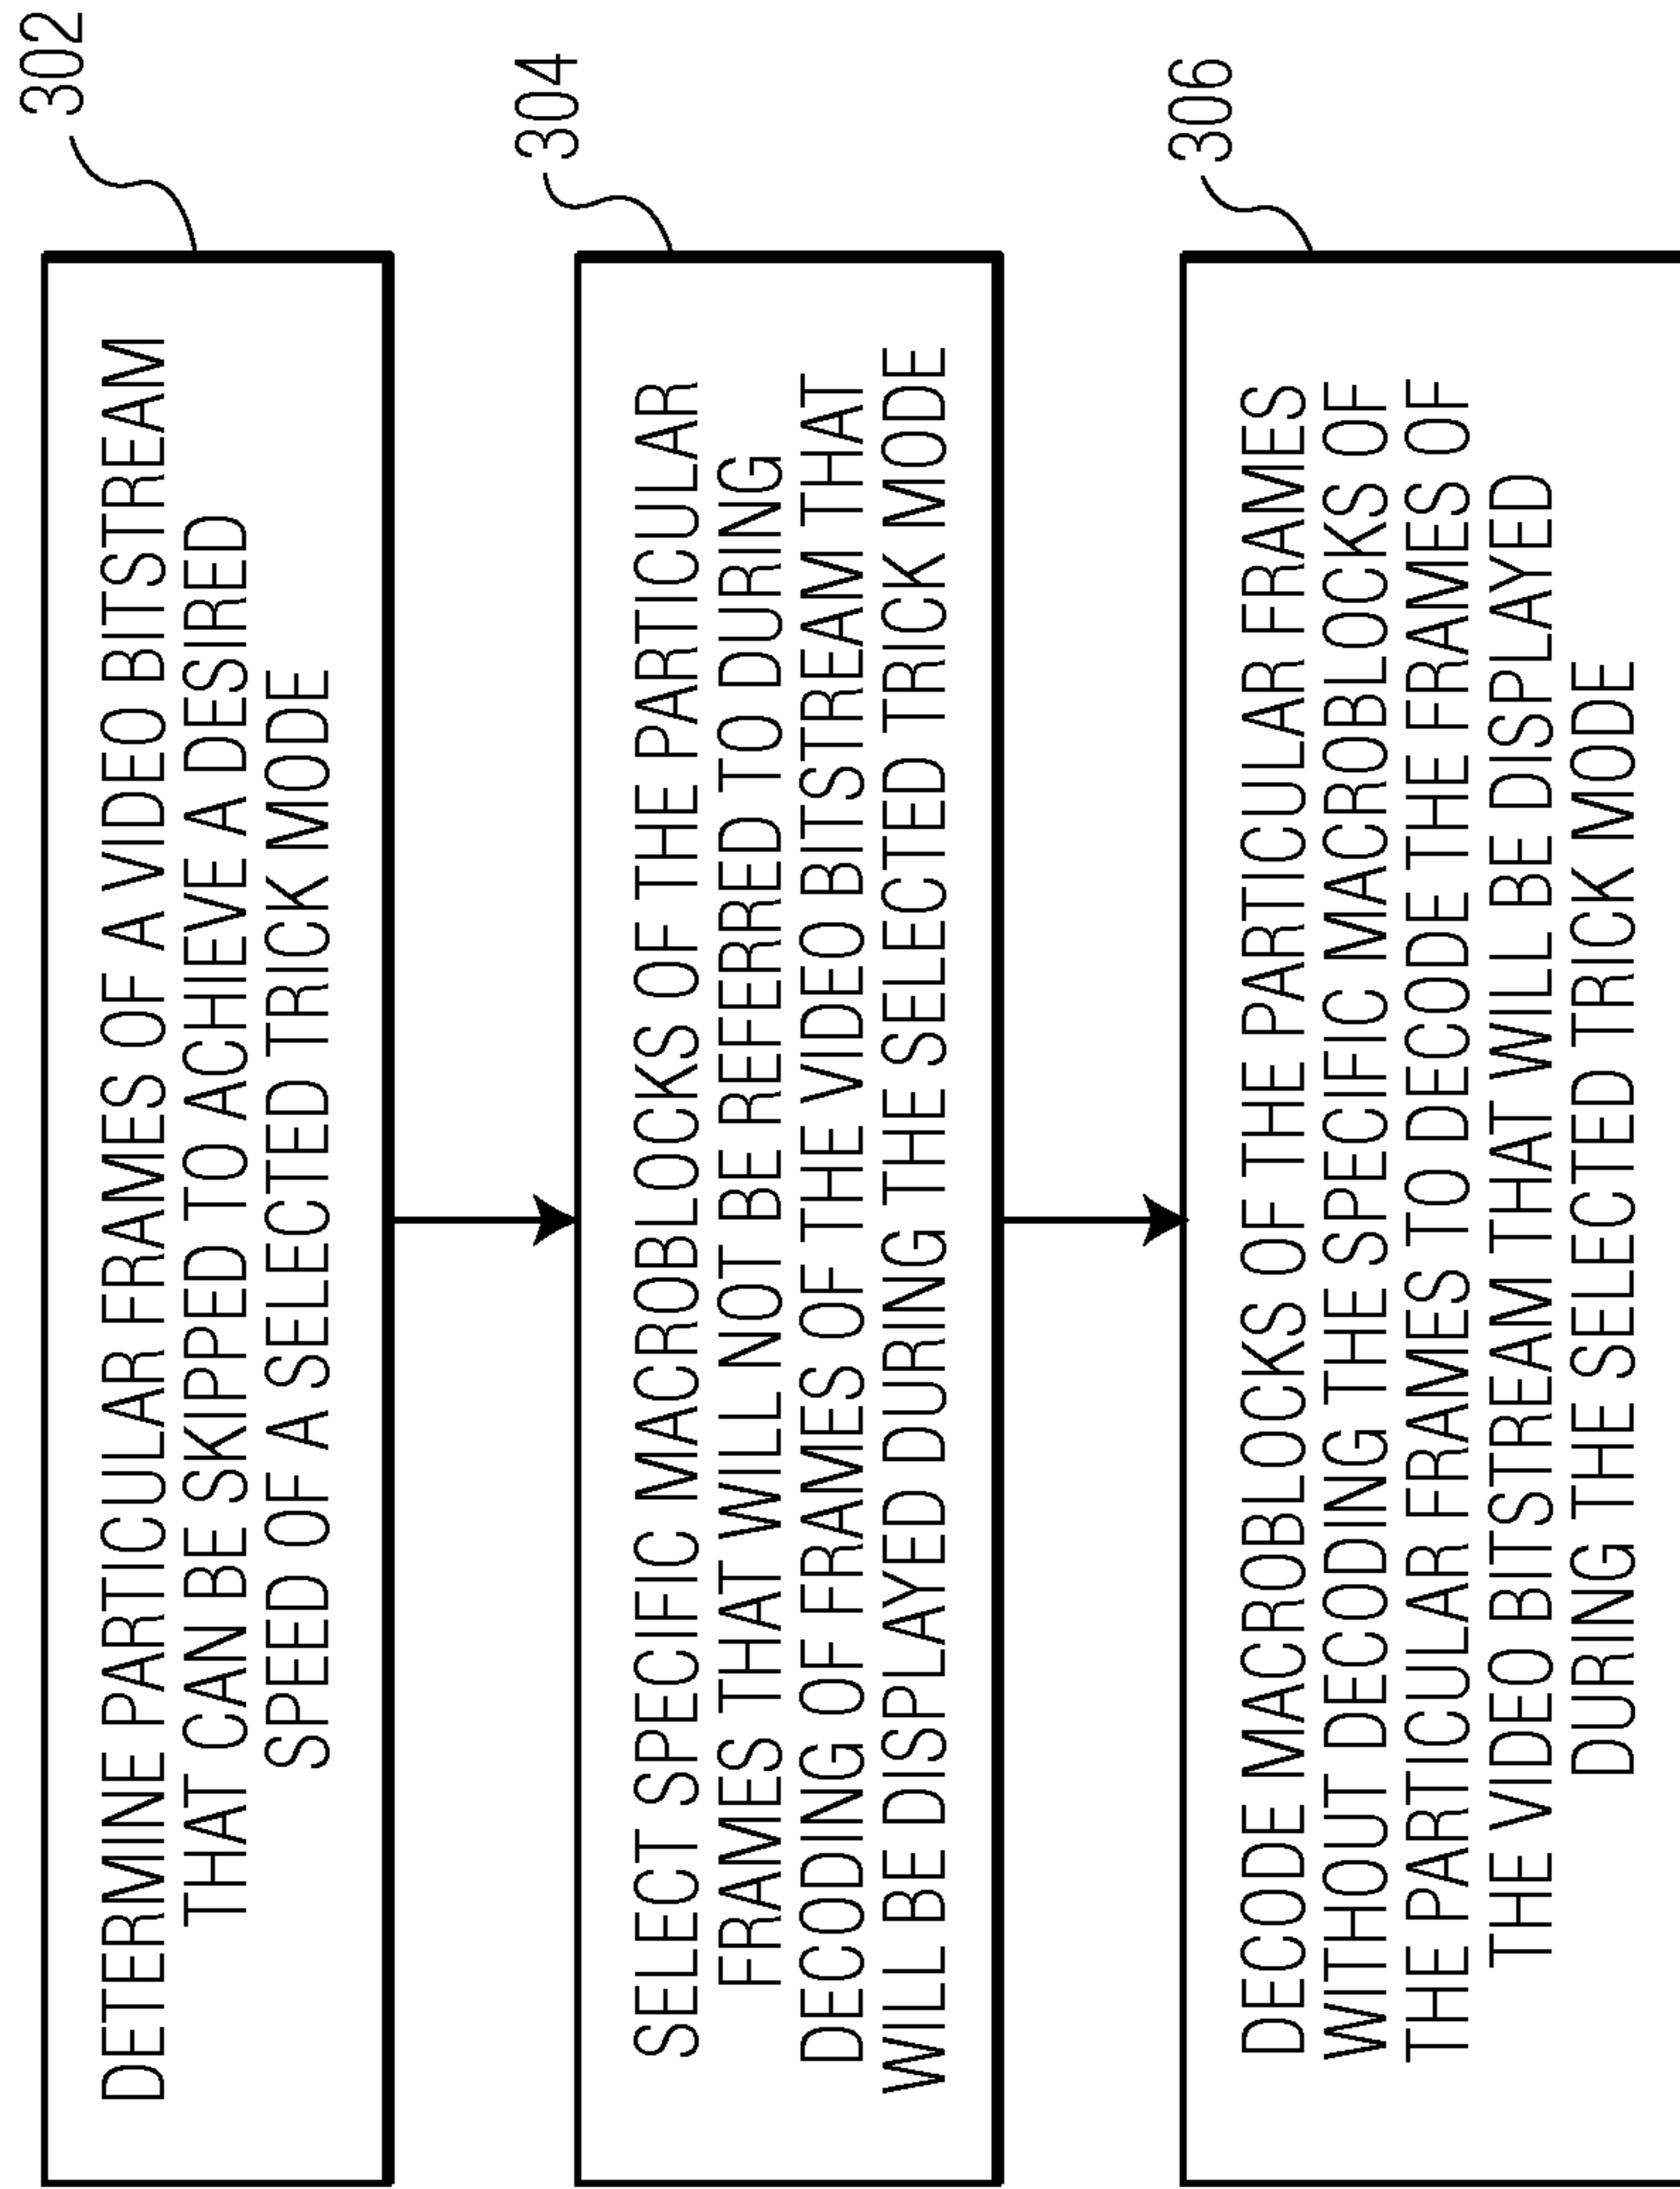 302
DETERMINE PARTICULAR FRAMES OF A VIDEO BITSTREAM
THAT CAN BE SKIPPED TO ACHIEVE A DESIRED
SPEED OF A SELECTED TRICK MODE
304
SELECT SPECIFIC MACROBLOCKS OF THE PARTICULAR
FRAMES THAT WILL NOT BE REFERRED TO DURING
DECODING OF FRAMES OF THE VIDEO BITSTREAM THAT
WILL BE DISPLAYED DURING THE SELECTED TRICK MODE
306
DECODE MACROBLOCKS OF THE PARTICULAR FRAMES
WITHOUT DECODING THE SPECIFIC MACROBLOCKS OF
THE PARTICULAR FRAMES TO DECODE THE FRAMES OF
THE VIDEO BITSTREAM THAT WILL BE DISPLAYED
DURING THE SELECTED TRICK MODE